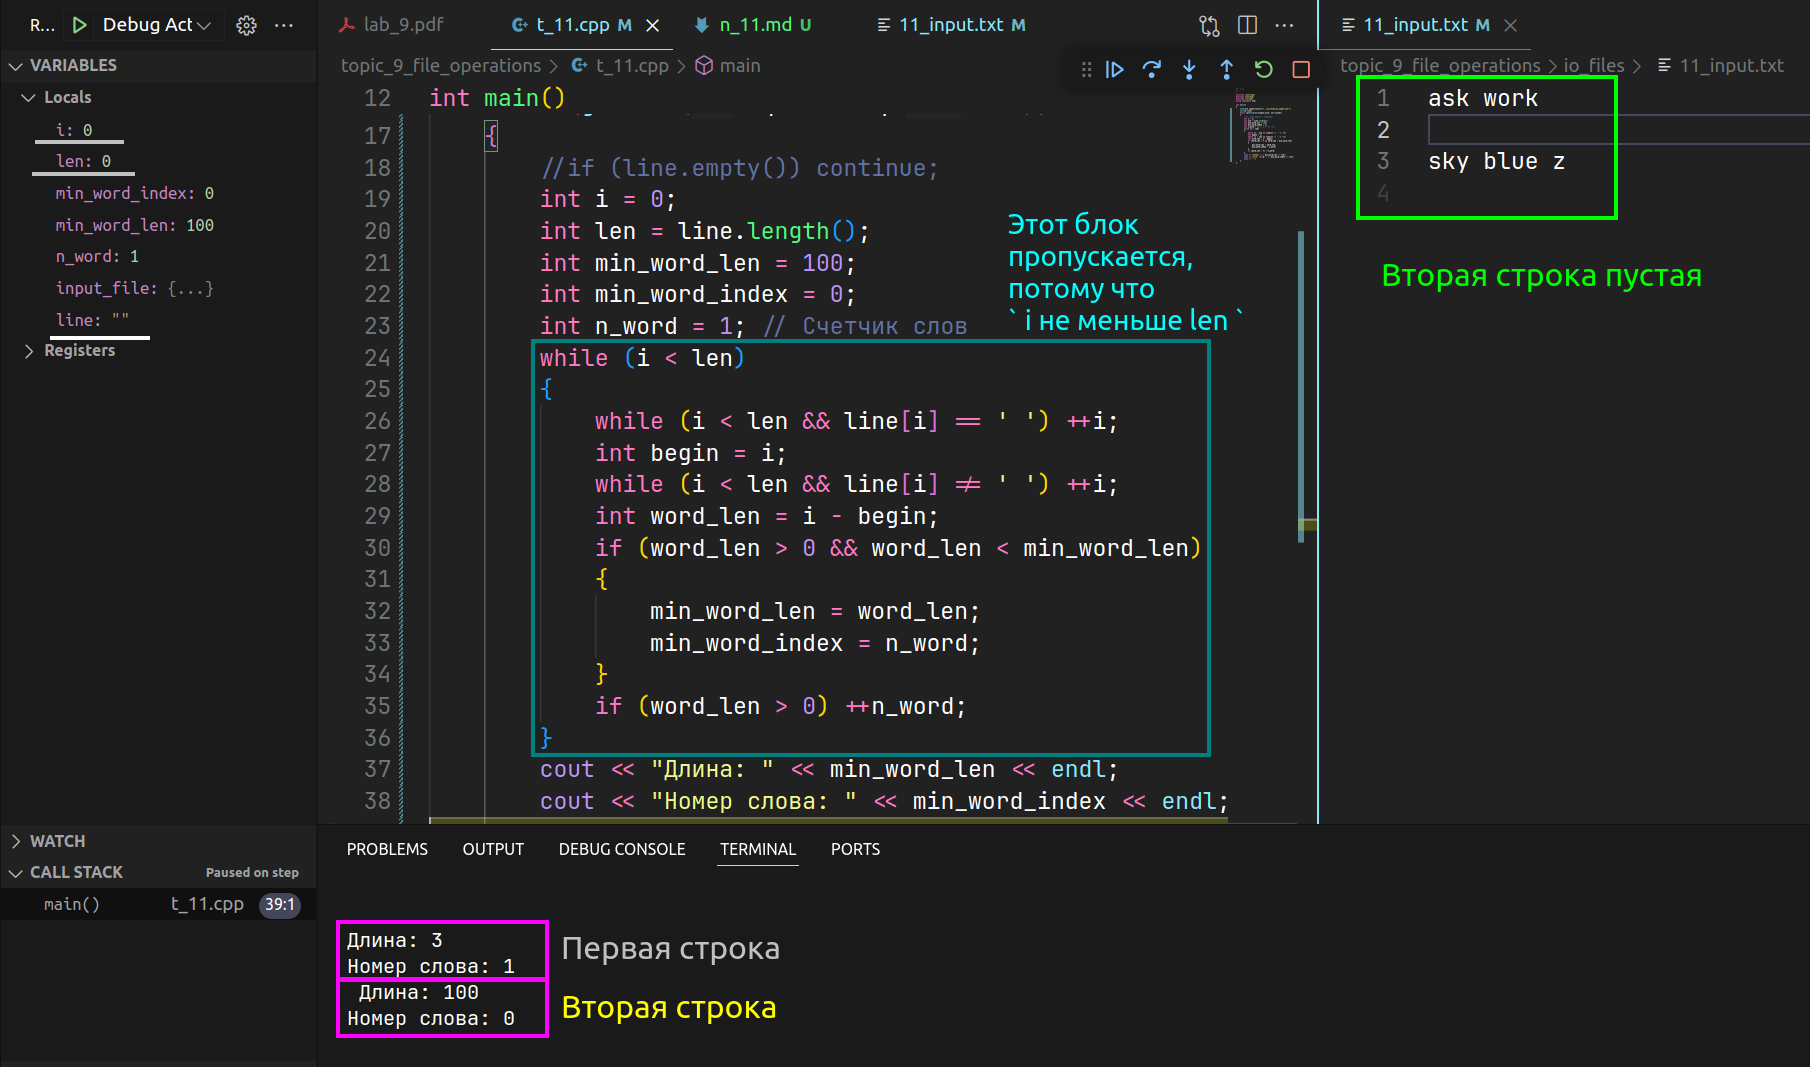 R... Debug Act ...
VARIABLES
Locals
i: 0
len: 0
min_word_index: 0
min_word_len: 100
n_word: 1
input_file: {...}
line: ""
Registers
WATCH
CALL STACK Paused on step
main() t_11.cpp 39:1
lab_9.pdf t_11.cpp M n_11.md U 11_input.txt M
topic_9_file_operations > t_11.cpp > main
12 int main()
17 {
18 //if (line.empty()) continue;
19 int i = 0;
20 int len = line.length();
21 int min_word_len = 100;
22 int min_word_index = 0;
23 int n_word = 1; // Счетчик слов
24 while (i < len)
25 {
26 while (i < len && line[i] == ' ') ++i;
27 int begin = i;
28 while (i < len && line[i] != ' ') ++i;
29 int word_len = i - begin;
30 if (word_len > 0 && word_len < min_word_len)
31 {
32 min_word_len = word_len;
33 min_word_index = n_word;
34 }
35 if (word_len > 0) ++n_word;
36 }
37 cout << "Длина: " << min_word_len << endl;
38 cout << "Номер слова: " << min_word_index << endl;
Этот блок
пропускается,
потому что
` i не меньше len `
11_input.txt M
topic_9_file_operations > io_files > 11_input.txt
1 ask work
2
3 sky blue z
4
Вторая строка пустая
PROBLEMS OUTPUT DEBUG CONSOLE TERMINAL PORTS
Длина: 3
Номер слова: 1
Первая строка
Длина: 100
Номер слова: 0
Вторая строка